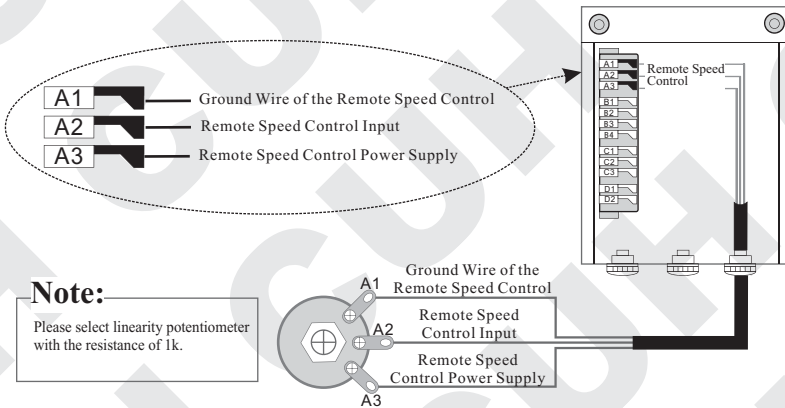 A1 Ground Wire of the Remote Speed Control
A2 Remote Speed Control Input
A3 Remote Speed Control Power Supply
A1
A2
A3
B1
B2
B3
B4
C1
C2
C3
D1
D2
Remote Speed
Control
Note:
Please select linearity potentiometer
with the resistance of 1k.
A1
A2
A3
Ground Wire of the
Remote Speed Control
Remote Speed
Control Input
Remote Speed
Control Power Supply
GUH